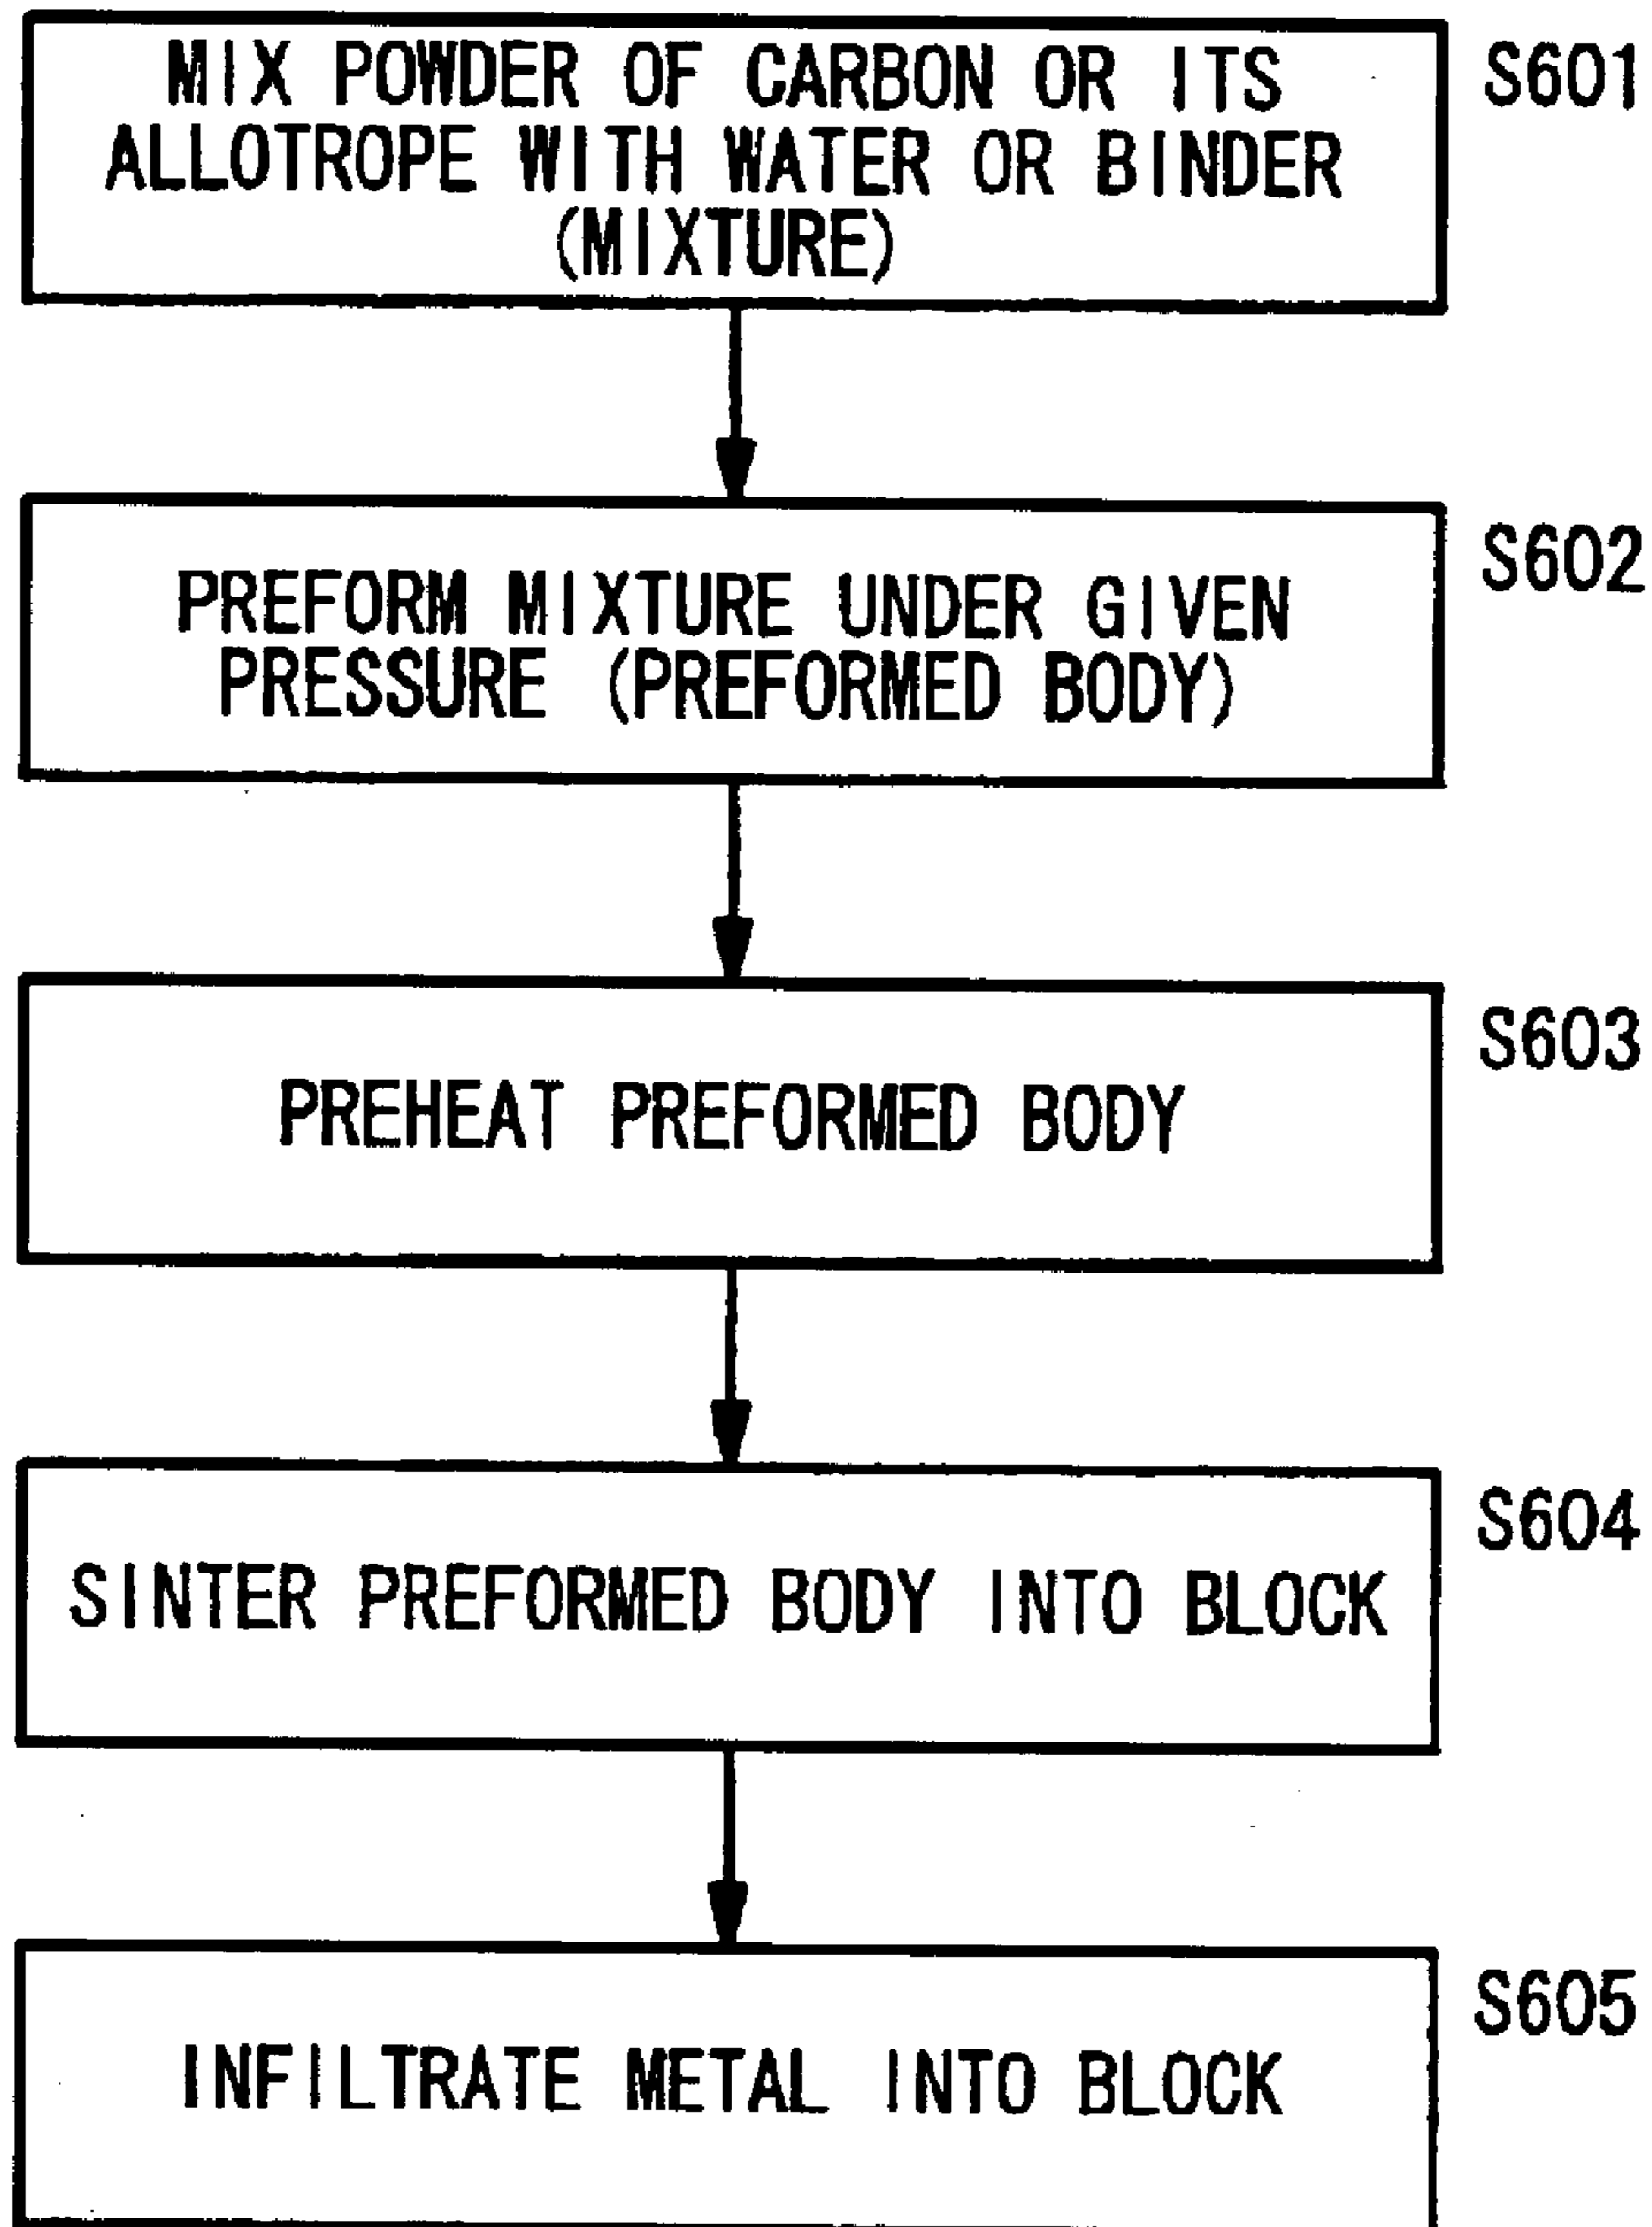 MIX POWDER OF CARBON OR ITS
ALLOTROPE WITH WATER OR BINDER
(MIXTURE)
S601
PREFORM MIXTURE UNDER GIVEN
PRESSURE (PREFORMED BODY)
S602
PREHEAT PREFORMED BODY
S603
SINTER PREFORMED BODY INTO BLOCK
S604
INFILTRATE METAL INTO BLOCK
S605